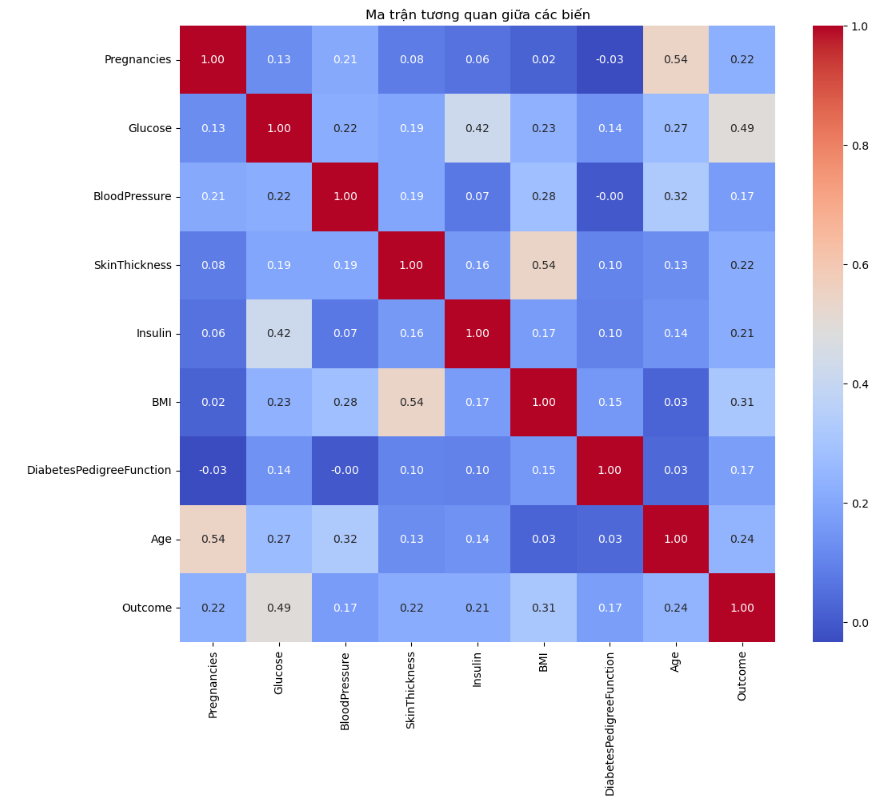 Ma trận tương quan giữa các biến
Pregnancies 1.00 0.13 0.21 0.08 0.06 0.02 -0.03 0.54 0.22
Glucose 0.13 1.00 0.22 0.19 0.42 0.23 0.14 0.27 0.49
BloodPressure 0.21 0.22 1.00 0.19 0.07 0.28 -0.00 0.32 0.17
SkinThickness 0.08 0.19 0.19 1.00 0.16 0.54 0.10 0.13 0.22
Insulin 0.06 0.42 0.07 0.16 1.00 0.17 0.10 0.14 0.21
BMI 0.02 0.23 0.28 0.54 0.17 1.00 0.15 0.03 0.31
DiabetesPedigreeFunction -0.03 0.14 -0.00 0.10 0.10 0.15 1.00 0.03 0.17
Age 0.54 0.27 0.32 0.13 0.14 0.03 0.03 1.00 0.24
Outcome 0.22 0.49 0.17 0.22 0.21 0.31 0.17 0.24 1.00
Pregnancies
Glucose
BloodPressure
SkinThickness
Insulin
BMI
DiabetesPedigreeFunction
Age
Outcome
1.0
0.8
0.6
0.4
0.2
0.0